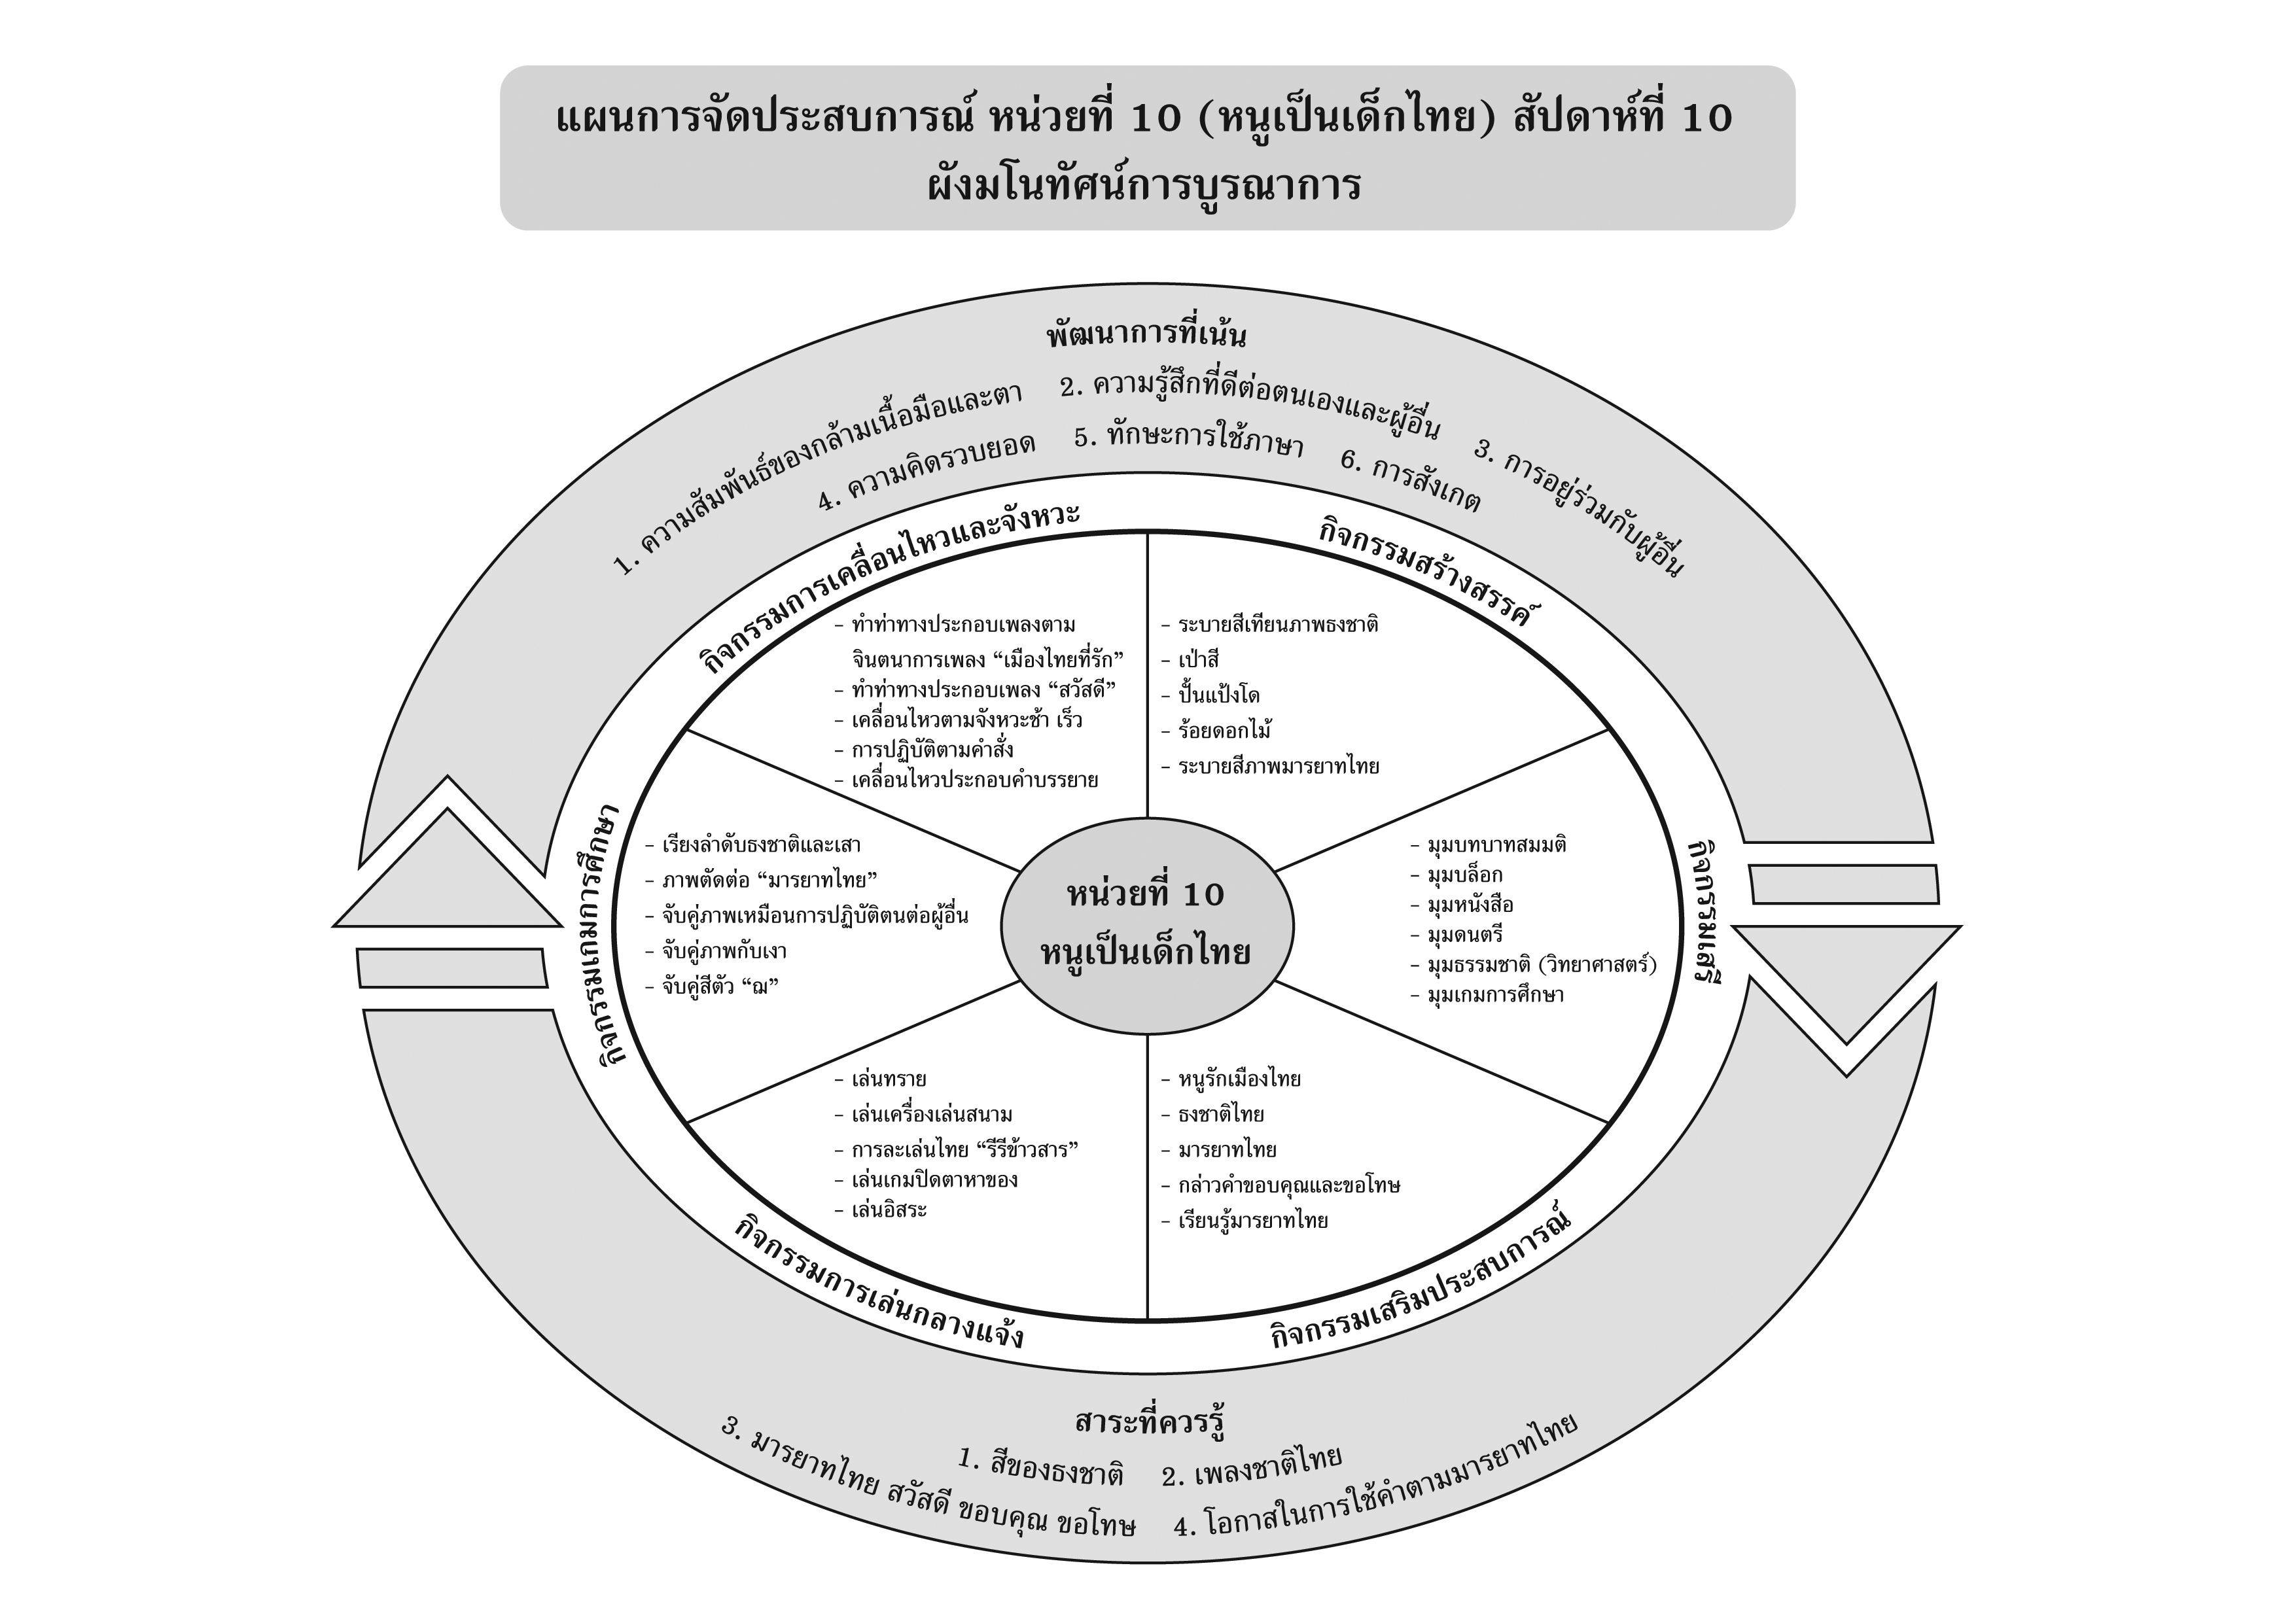 แผนการจัดประสบการณ์ หน่วยที่ 10 (หนูเป็นเด็กไทย) สัปดาห์ที่ 10
ผังมโนทัศน์การบูรณาการ
พัฒนาการที่เน้น
1. ความสัมพันธ์ของกล้ามเนื้อมือและตา 2. ความรู้สึกที่ดีต่อตนเองและผู้อื่น 3. การอยู่ร่วมกับผู้อื่น
4. ความคิดรวบยอด 5. ทักษะการใช้ภาษา 6. การสังเกต
กิจกรรมการเคลื่อนไหวและจังหวะ
- ทำท่าทางประกอบเพลงตาม
จินตนาการเพลง “เมืองไทยที่รัก”
- ทำท่าทางประกอบเพลง “สวัสดี”
- เคลื่อนไหวตามจังหวะช้า เร็ว
- การปฏิบัติตามคำสั่ง
- เคลื่อนไหวประกอบคำบรรยาย
กิจกรรมสร้างสรรค์
- ระบายสีเทียนภาพธงชาติ
- เป่าสี
- ปั้นแป้งโด
- ร้อยดอกไม้
- ระบายสีภาพมารยาทไทย
กิจกรรมเกมการศึกษา
- เรียงลำดับธงชาติและเสา
- ภาพตัดต่อ “มารยาทไทย”
- จับคู่ภาพเหมือนการปฏิบัติตนต่อผู้อื่น
- จับคู่ภาพกับเงา
- จับคู่สีตัว “ฌ”
หน่วยที่ 10
หนูเป็นเด็กไทย
กิจกรรมเสรี
- มุมบทบาทสมมติ
- มุมบล็อก
- มุมหนังสือ
- มุมดนตรี
- มุมธรรมชาติ (วิทยาศาสตร์)
- มุมเกมการศึกษา
- เล่นทราย
- เล่นเครื่องเล่นสนาม
- การละเล่นไทย “รีรีข้าวสาร”
- เล่นเกมปิดตาหาของ
- เล่นอิสระ
กิจกรรมการเล่นกลางแจ้ง
- หนูรักเมืองไทย
- ธงชาติไทย
- มารยาทไทย
- กล่าวคำขอบคุณและขอโทษ
- เรียนรู้มารยาทไทย
กิจกรรมเสริมประสบการณ์
สาระที่ควรรู้
1. สีของธงชาติ 2. เพลงชาติไทย
3. มารยาทไทย สวัสดี ขอบคุณ ขอโทษ 4. โอกาสในการใช้คำตามมารยาทไทย